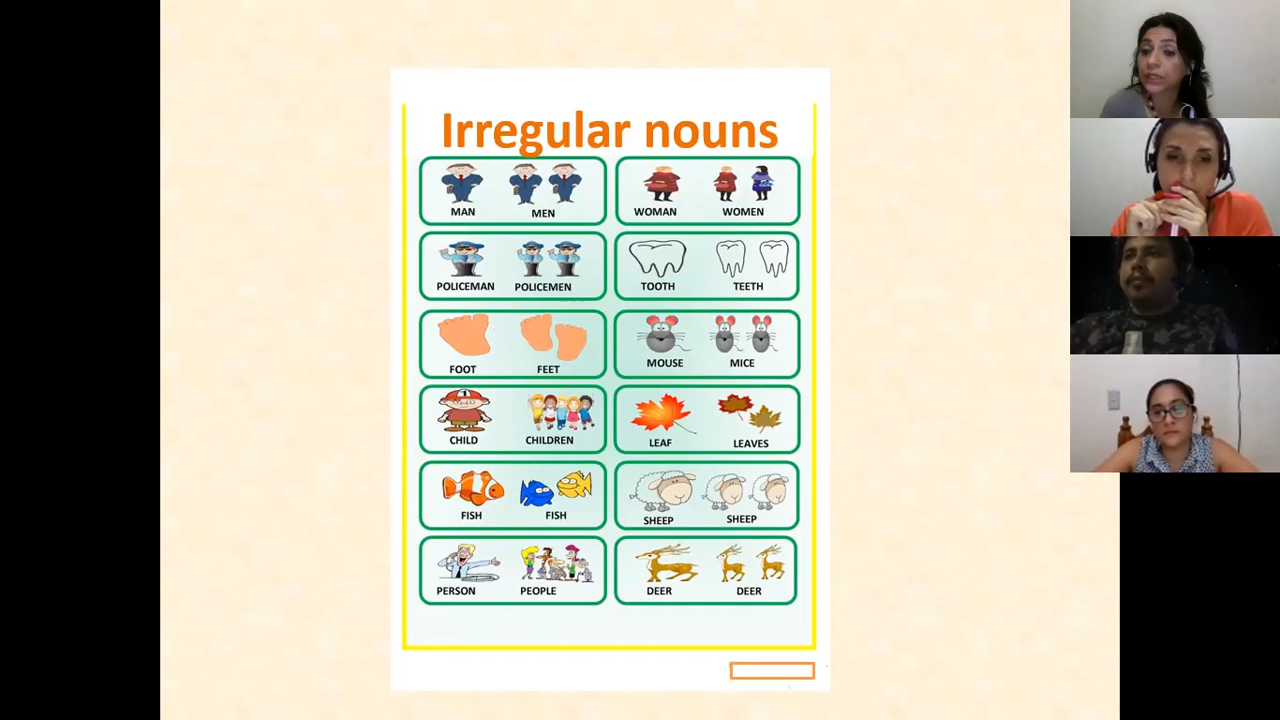 Irregular nouns
MAN MEN WOMAN WOMEN
POLICEMAN POLICEMEN TOOTH TEETH
FOOT FEET MOUSE MICE
CHILD CHILDREN LEAF LEAVES
FISH FISH SHEEP SHEEP
PERSON PEOPLE DEER DEER